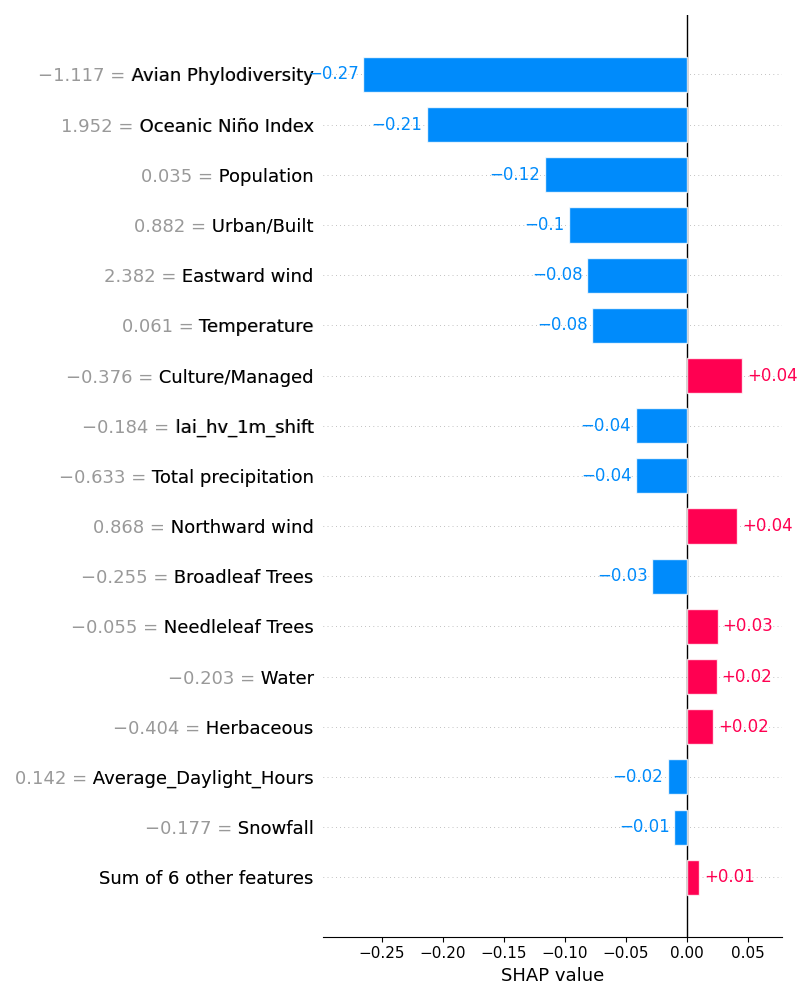 −1.117 = Avian Phylodiversity −0.27
1.952 = Oceanic Niño Index −0.21
0.035 = Population −0.12
0.882 = Urban/Built −0.1
2.382 = Eastward wind −0.08
0.061 = Temperature −0.08
−0.376 = Culture/Managed +0.04
−0.184 = lai_hv_1m_shift −0.04
−0.633 = Total precipitation −0.04
0.868 = Northward wind +0.04
−0.255 = Broadleaf Trees −0.03
−0.055 = Needleleaf Trees +0.03
−0.203 = Water +0.02
−0.404 = Herbaceous +0.02
0.142 = Average_Daylight_Hours −0.02
−0.177 = Snowfall −0.01
Sum of 6 other features +0.01
−0.25 −0.20 −0.15 −0.10 −0.05 0.00 0.05
SHAP value